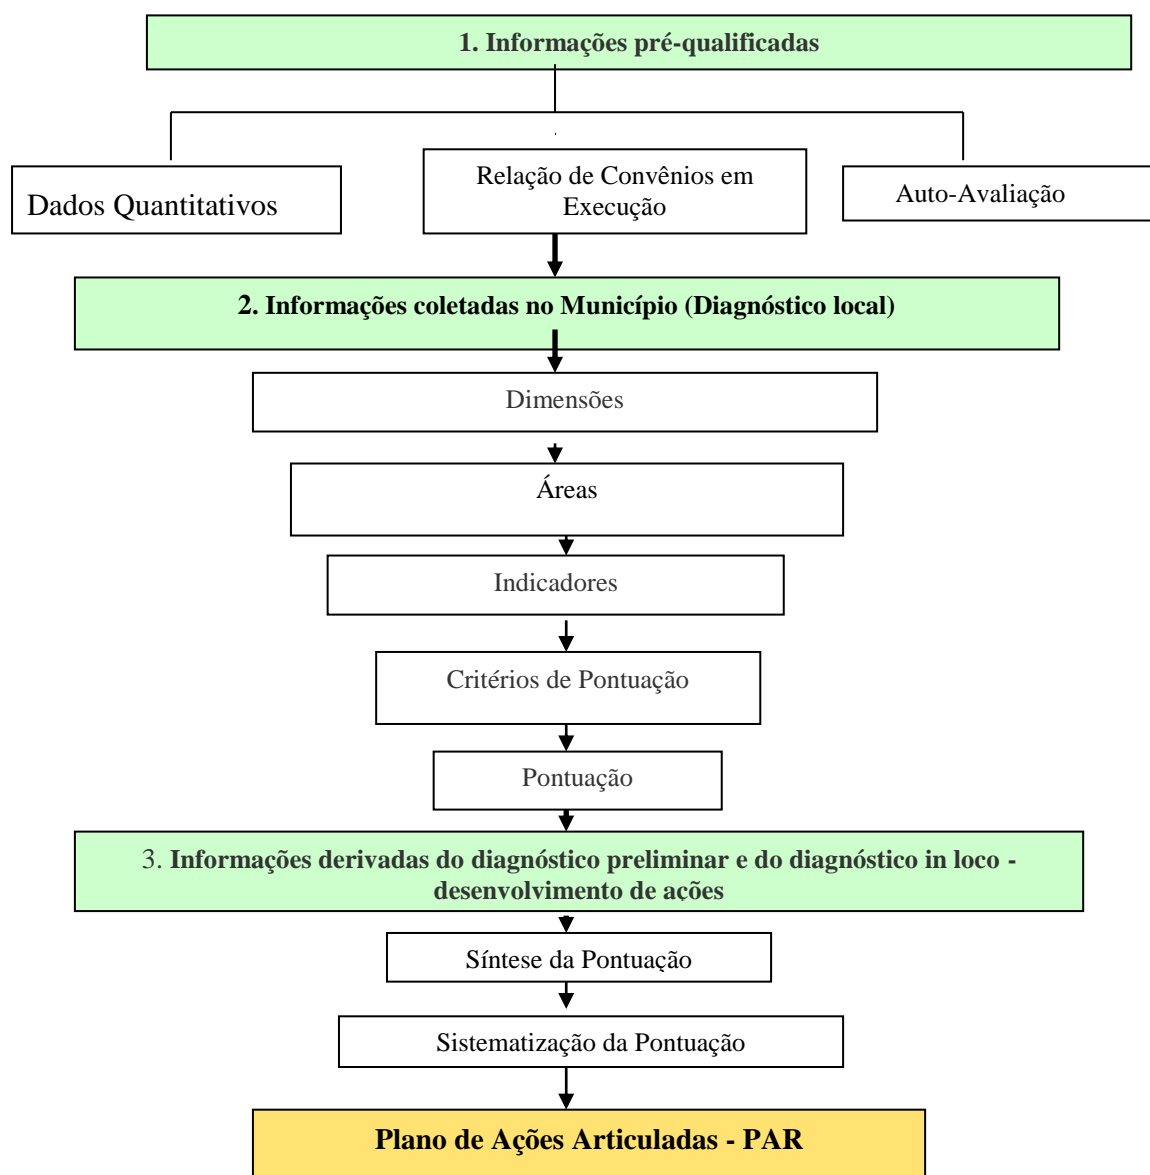 1. Informações pré-qualificadas
Dados Quantitativos
Relação de Convênios em
Execução
Auto-Avaliação
2. Informações coletadas no Município (Diagnóstico local)
Dimensões
Áreas
Indicadores
Critérios de Pontuação
Pontuação
3. Informações derivadas do diagnóstico preliminar e do diagnóstico in loco -
desenvolvimento de ações
Síntese da Pontuação
Sistematização da Pontuação
Plano de Ações Articuladas - PAR